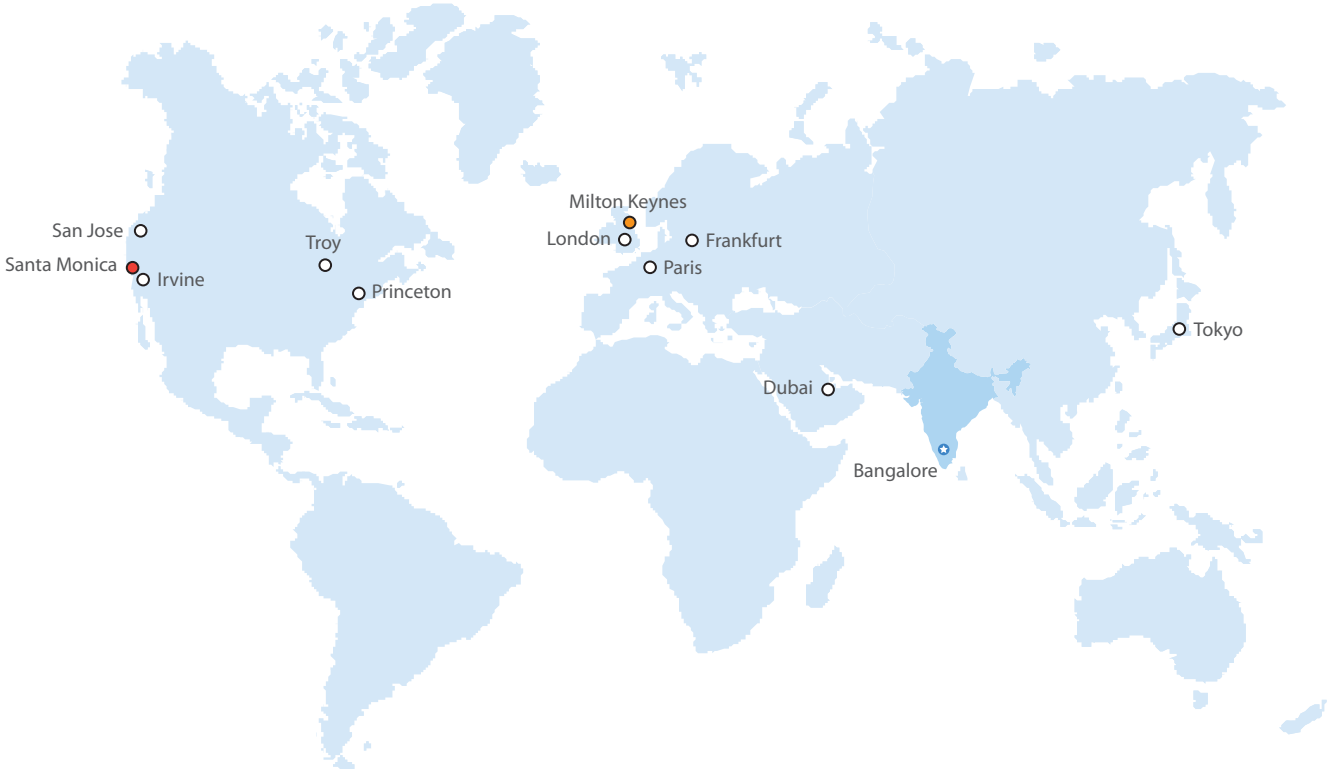 Milton Keynes
San Jose
London
Frankfurt
Troy
Santa Monica
Paris
Irvine
Princeton
Tokyo
Dubai
Bangalore